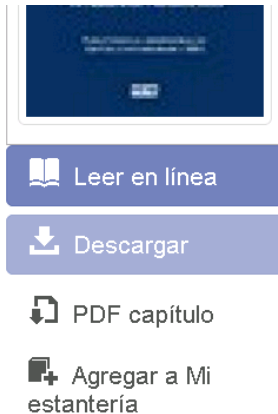 Leer en línea
Descargar
PDF capítulo
Agregar a Mi
estantería